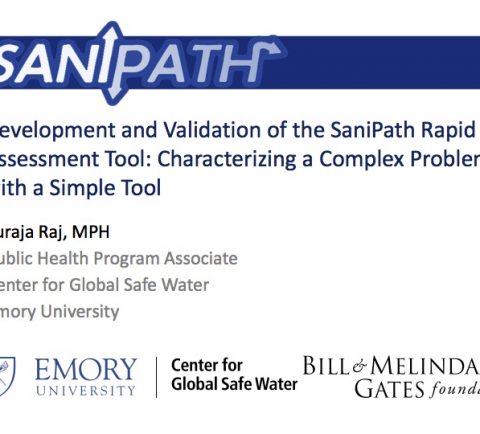 SANIPATH
evelopment and Validation of the SaniPath Rapid
ssessment Tool: Characterizing a Complex Proble
ith a Simple Tool
uraja Raj, MPH
ublic Health Program Associate
enter for Global Safe Water
mory University
EMORY
UNIVERSITY
Center for
Global Safe Water
BILL & MELINDA
GATES founda